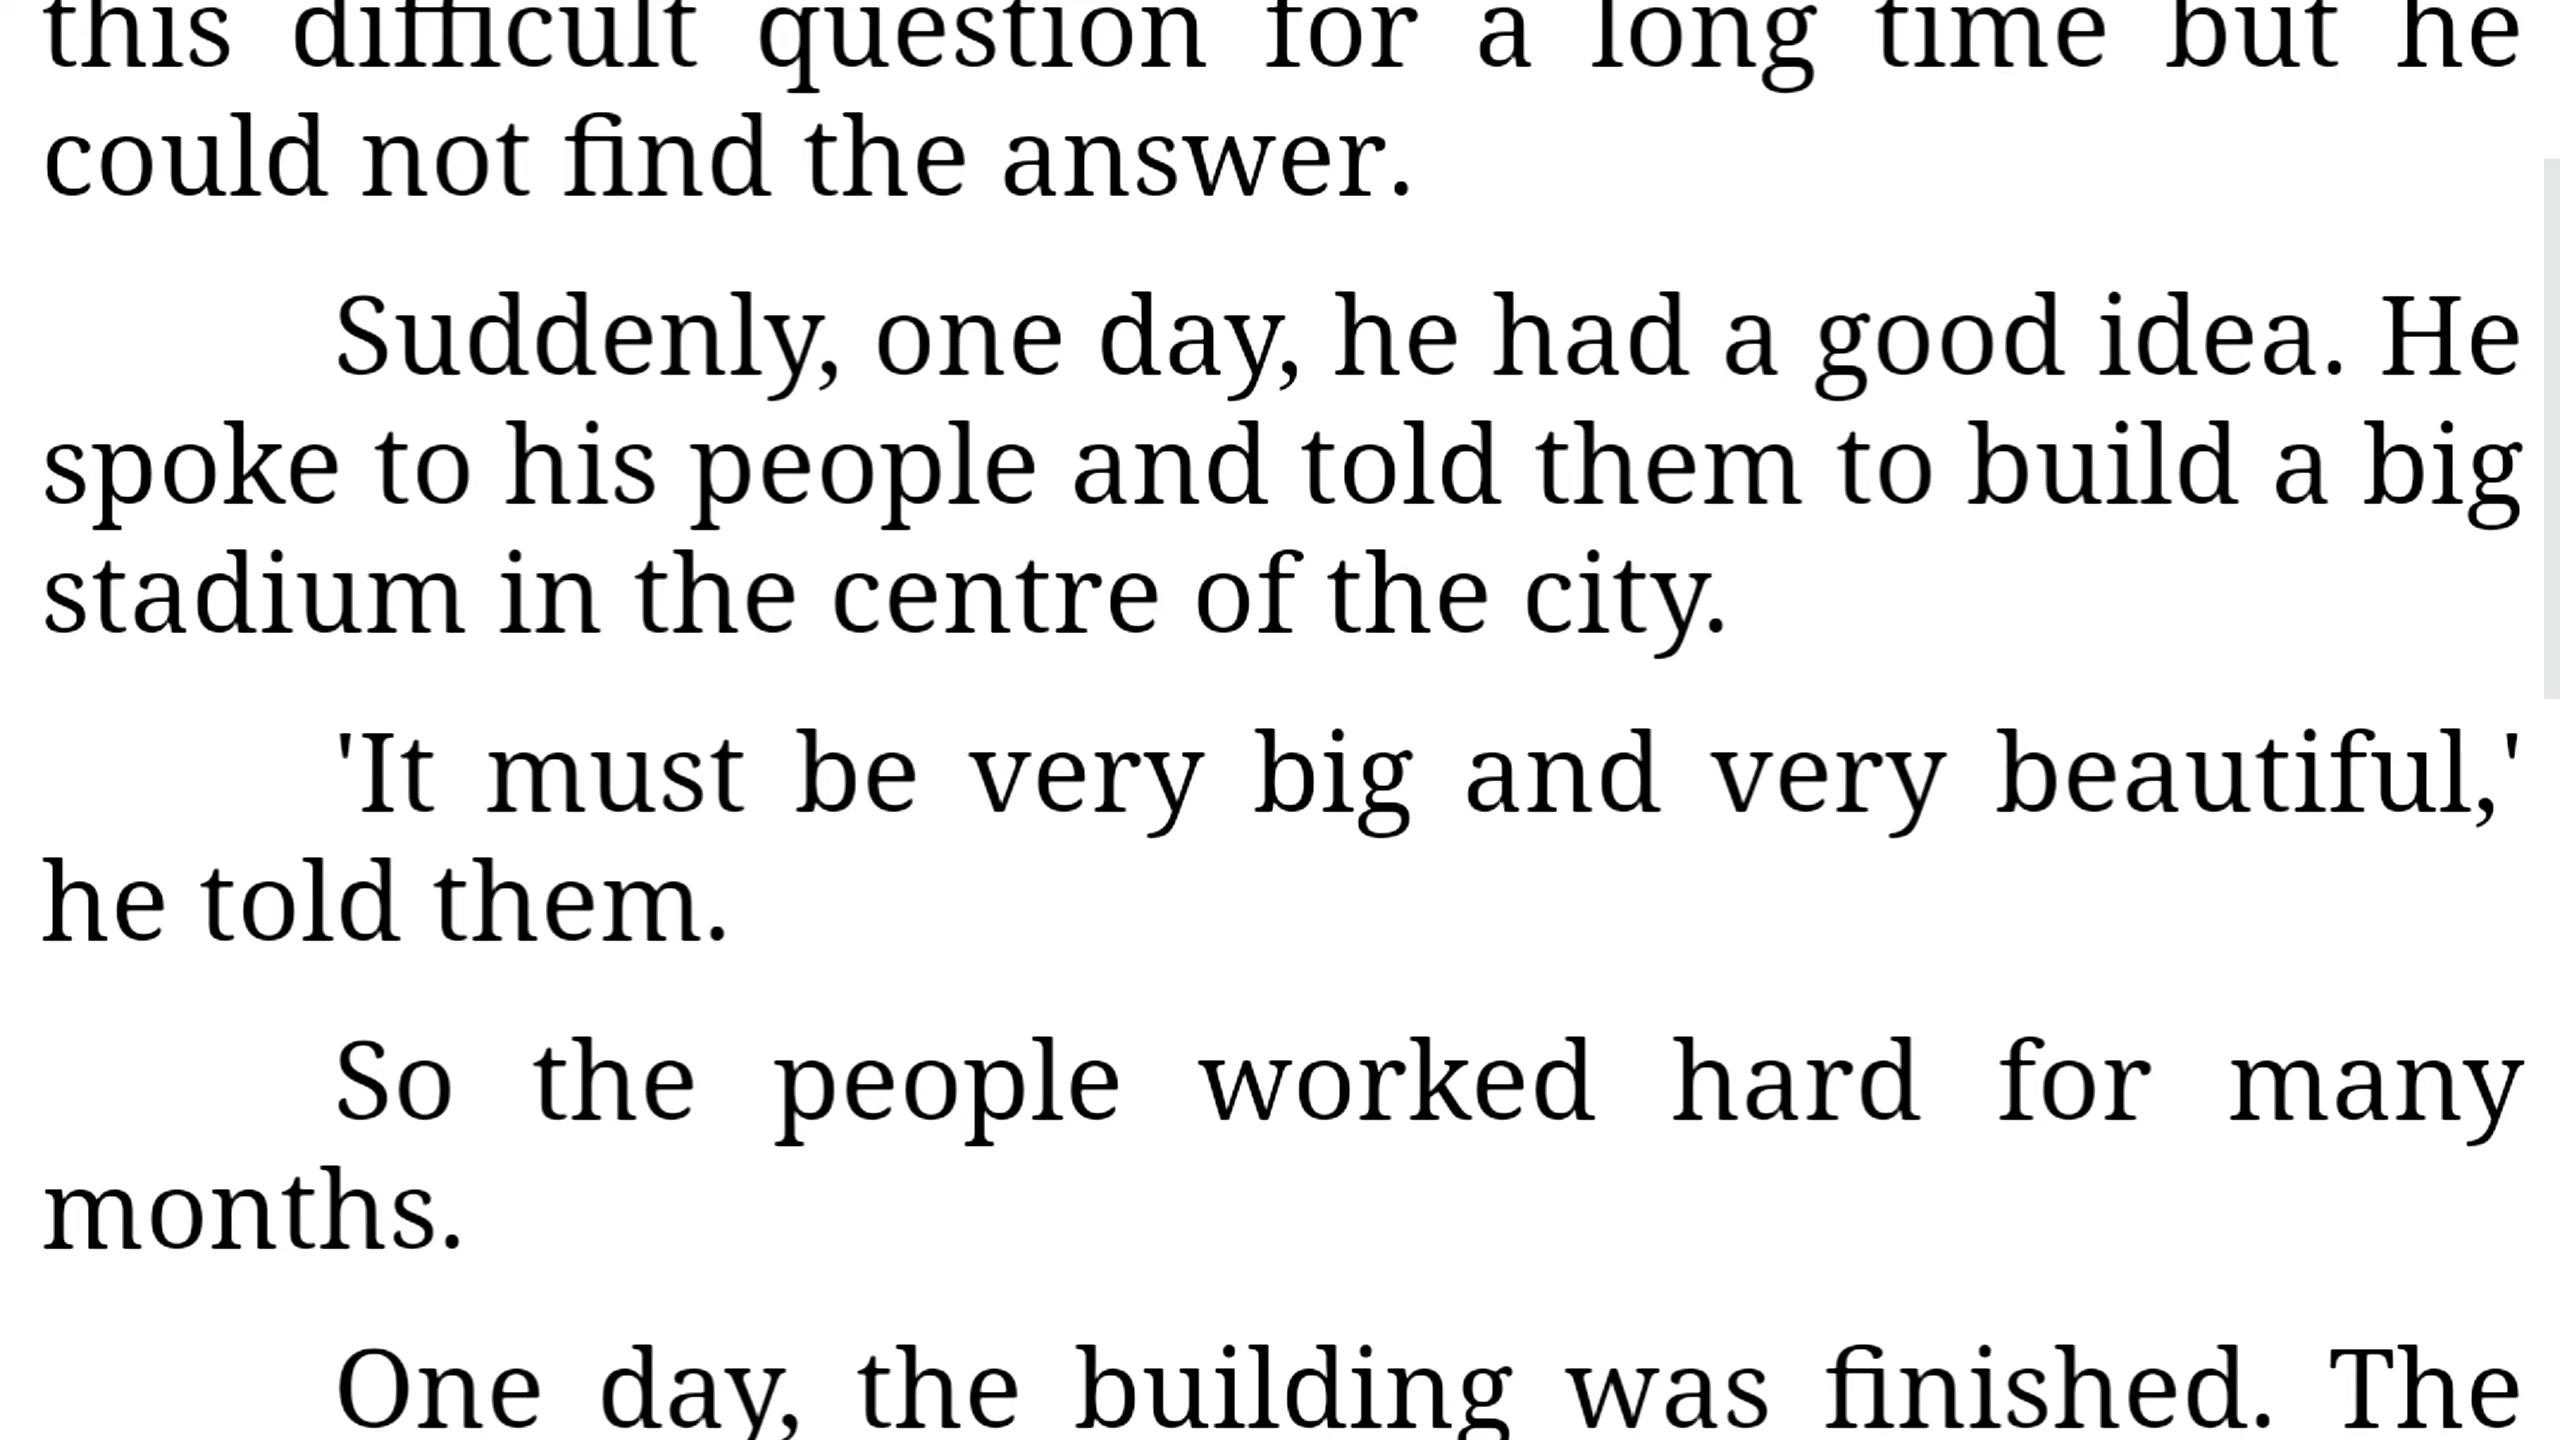 this difficult question for a long time but he
could not find the answer.
Suddenly, one day, he had a good idea. He
spoke to his people and told them to build a big
stadium in the centre of the city.
'It must be very big and very beautiful,'
he told them.
So the people worked hard for many
months.
One day, the building was finished. The